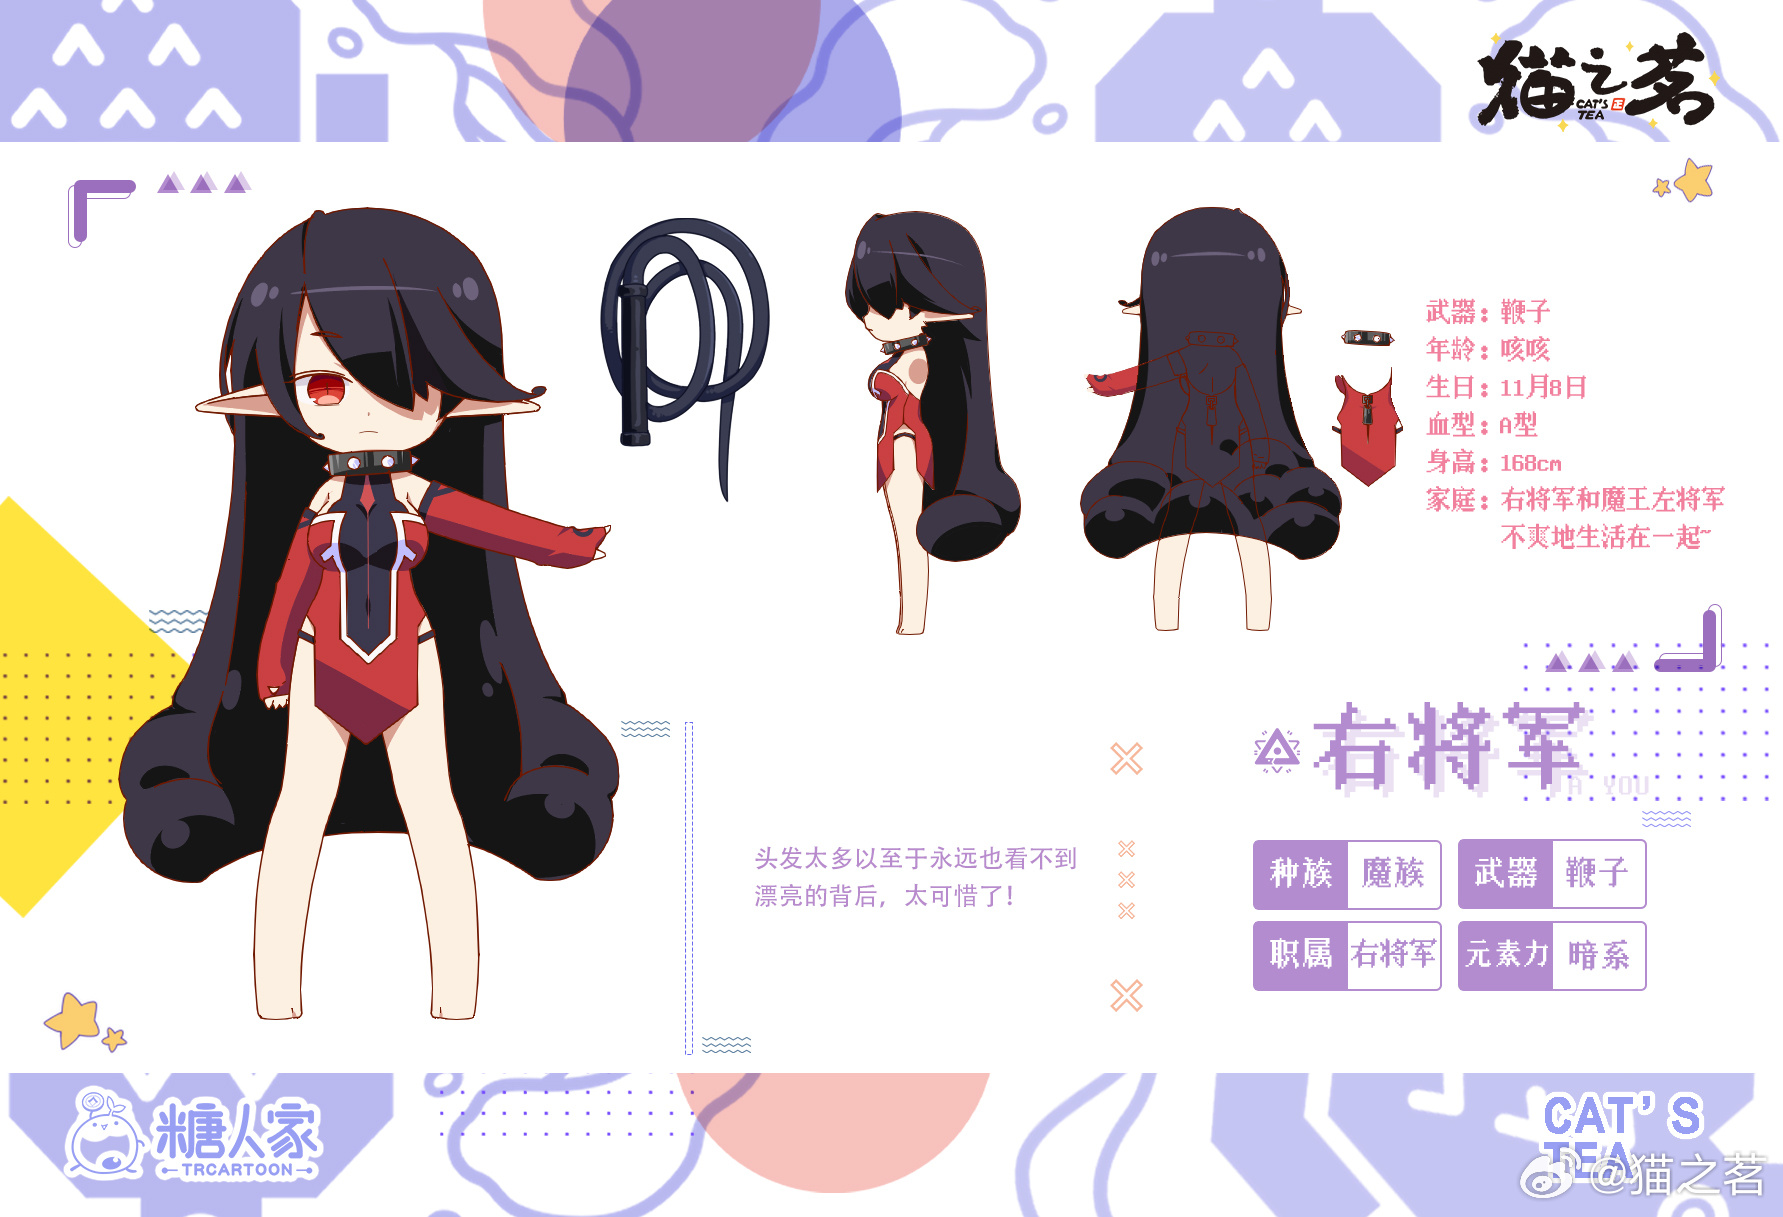 猫之茗
CAT'S
TEA
武器：鞭子
年龄：咳咳
生日：11月8日
血型：A型
身高：168cm
家庭：右将军和魔王左将军
不爽地生活在一起~
右将军
YOU
头发太多以至于永远也看不到
漂亮的背后，太可惜了！
种族 魔族 武器 鞭子
职属 右将军 元素力 暗系
糖人家
TRCARTOON
CAT'S
TEA
@猫之茗